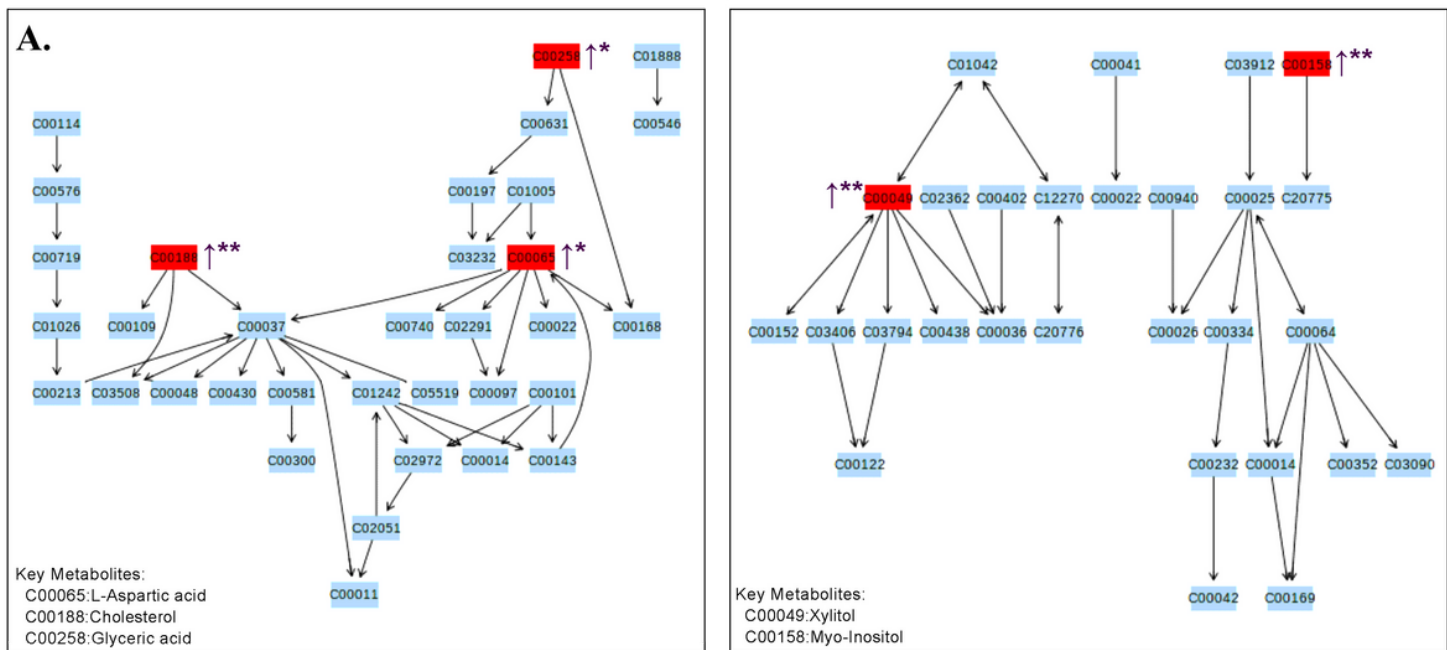 A.
C00258 ↑* C01888
C00114 C00631 C00546
C00576 C00197 C01005
C00719 C00188 ↑** C03232 C00065 ↑*
C01026 C00109 C00037 C00740 C02291 C00022 C00168
C00213 C03508 C00048 C00430 C00581 C01242 C05519 C00097 C00101
C00300 C02972 C00014 C00143
C02051
C00011
Key Metabolites:
C00065:L-Aspartic acid
C00188:Cholesterol
C00258:Glyceric acid
C01042 C00041 C03912 C00158 ↑**
↑** C00049 C02362 C00402 C12270 C00022 C00940 C00025 C20775
C00152 C03406 C03794 C00438 C00036 C20776 C00026 C00334 C00064
C00122 C00232 C00014 C00352 C03090
C00042 C00169
Key Metabolites:
C00049:Xylitol
C00158:Myo-Inositol